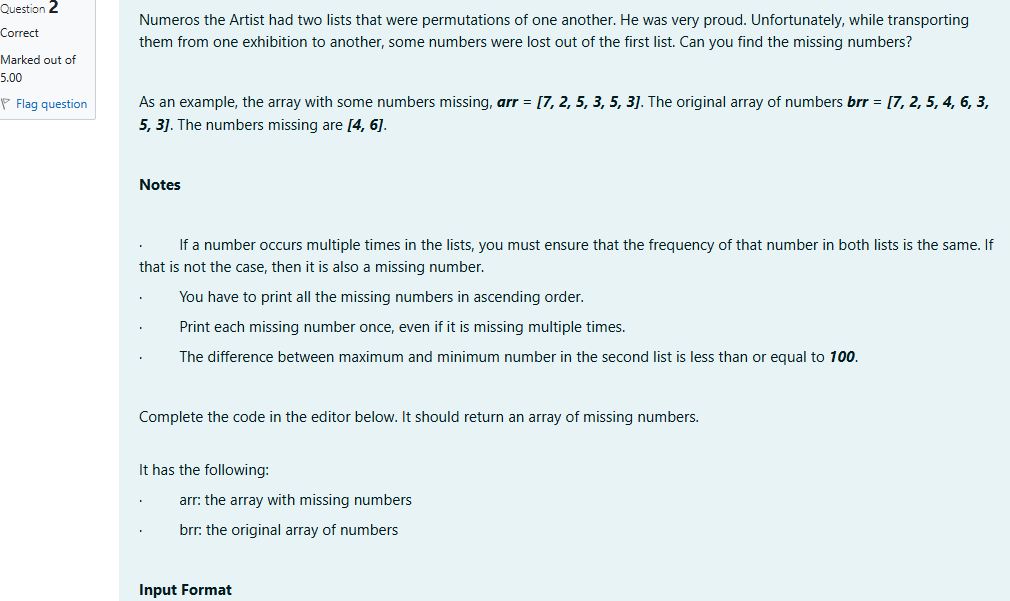 Question 2
Correct
Marked out of
5.00
Flag question
Numeros the Artist had two lists that were permutations of one another. He was very proud. Unfortunately, while transporting
them from one exhibition to another, some numbers were lost out of the first list. Can you find the missing numbers?
As an example, the array with some numbers missing, arr = [7, 2, 5, 3, 5, 3]. The original array of numbers brr = [7, 2, 5, 4, 6, 3,
5, 3]. The numbers missing are [4, 6].
Notes
· If a number occurs multiple times in the lists, you must ensure that the frequency of that number in both lists is the same. If
that is not the case, then it is also a missing number.
· You have to print all the missing numbers in ascending order.
· Print each missing number once, even if it is missing multiple times.
· The difference between maximum and minimum number in the second list is less than or equal to 100.
Complete the code in the editor below. It should return an array of missing numbers.
It has the following:
· arr: the array with missing numbers
· brr: the original array of numbers
Input Format